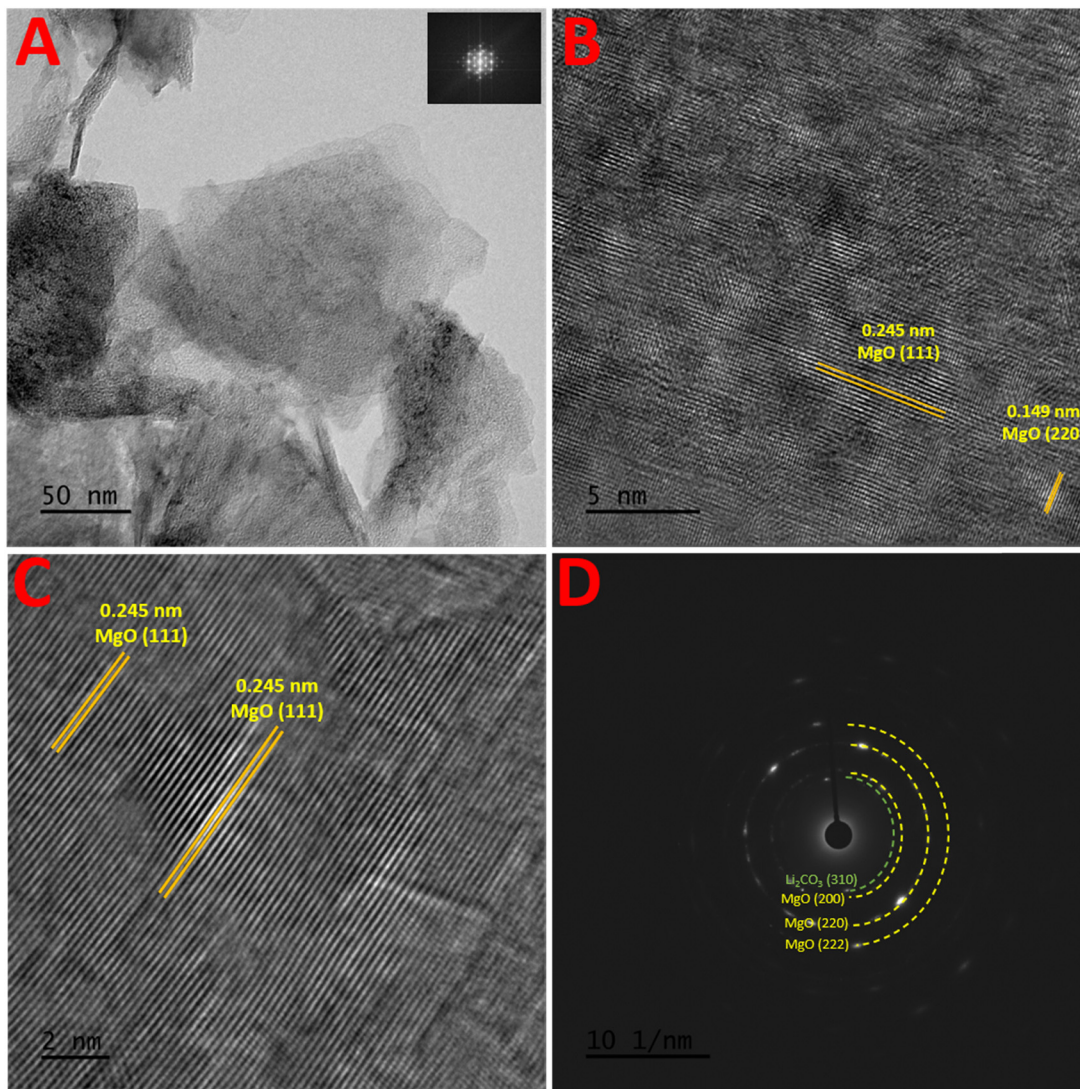 A
50 nm
B
0.245 nm
MgO (111)
0.149 nm
MgO (220
5 nm
C
0.245 nm
MgO (111)
0.245 nm
MgO (111)
2 nm
D
Li₂CO₃ (310)
MgO (200)
MgO (220)
MgO (222)
10 1/nm